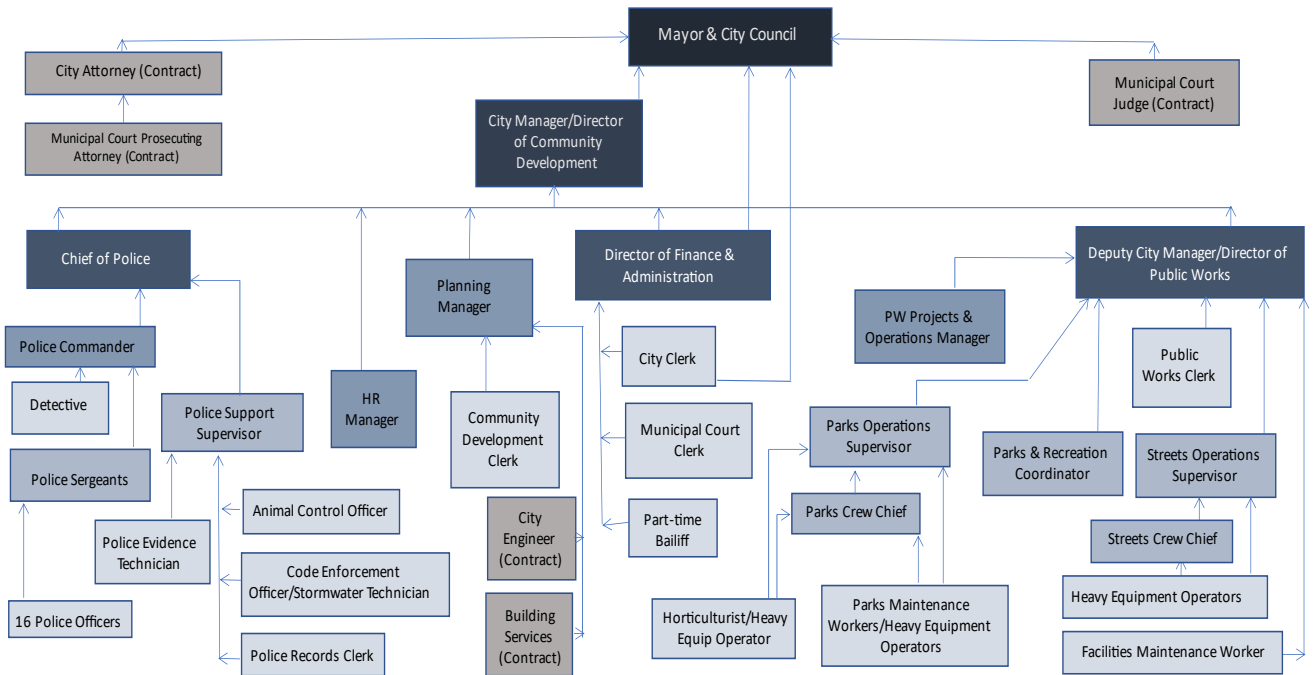 Mayor & City Council
City Attorney (Contract)
Municipal Court
Judge (Contract)
City Manager/Director
of Community
Development
Municipal Court Prosecuting
Attorney (Contract)
Chief of Police
Director of Finance &
Administration
Deputy City Manager/Director of
Public Works
Planning
Manager
PW Projects &
Operations Manager
Police Commander
City Clerk
Public
Works Clerk
Detective
Police Support
Supervisor
HR
Manager
Community
Development
Clerk
Municipal Court
Clerk
Parks Operations
Supervisor
Parks & Recreation
Coordinator
Streets Operations
Supervisor
Police Sergeants
Animal Control Officer
City
Engineer
(Contract)
Part-time
Bailiff
Parks Crew Chief
Streets Crew Chief
Police Evidence
Technician
Code Enforcement
Officer/Stormwater Technician
Heavy Equipment Operators
16 Police Officers
Building
Services
(Contract)
Horticulturist/Heavy
Equip Operator
Parks Maintenance
Workers/Heavy Equipment
Operators
Police Records Clerk
Facilities Maintenance Worker